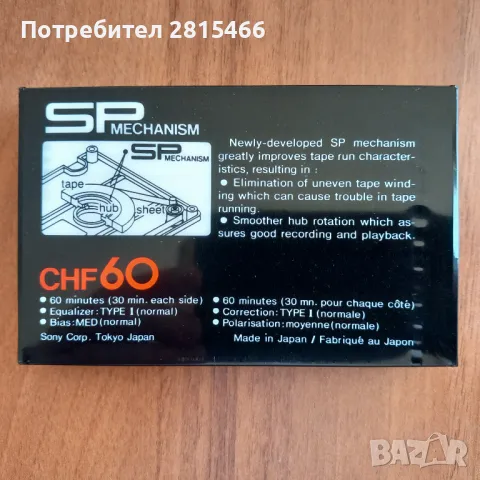 Потребител 2815466
SP
MECHANISM
SP
MECHANISM
tape
hub
sheet
Newly-developed SP mechanism
greatly improves tape run character-
istics, resulting in :
● Elimination of uneven tape wind-
ing which can cause trouble in tape
running.
● Smoother hub rotation which as-
sures good recording and playback.
CHF60
● 60 minutes (30 min. each side)
● Equalizer: TYPE I (normal)
● Bias: MED (normal)
● 60 minutes (30 mn. pour chaque côté)
● Correction: TYPE I (normale)
● Polarisation: moyenne (normale)
Sony Corp. Tokyo Japan
Made in Japan / Fabriqué au Japon
BAZAR